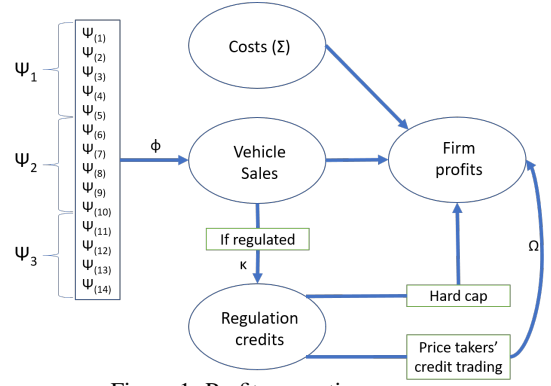 Ψ1
Ψ2
Ψ3
Ψ(1)
Ψ(2)
Ψ(3)
Ψ(4)
Ψ(5)
Ψ(6)
Ψ(7)
Ψ(8)
Ψ(9)
Ψ(10)
Ψ(11)
Ψ(12)
Ψ(13)
Ψ(14)
ϕ
Costs (Σ)
Vehicle
Sales
Firm
profits
If regulated
κ
Regulation
credits
Hard cap
Price takers'
credit trading
Ω